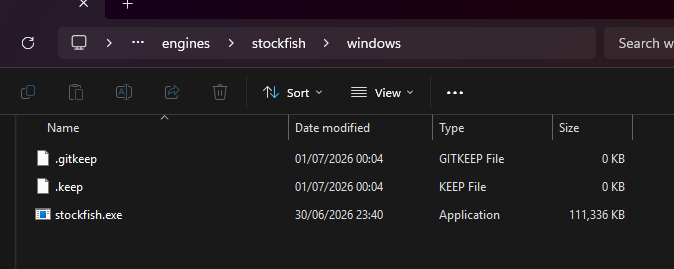 … engines > stockfish > windows Search w
Sort View …
Name Date modified Type Size
.gitkeep 01/07/2026 00:04 GITKEEP File 0 KB
.keep 01/07/2026 00:04 KEEP File 0 KB
stockfish.exe 30/06/2026 23:40 Application 111,336 KB